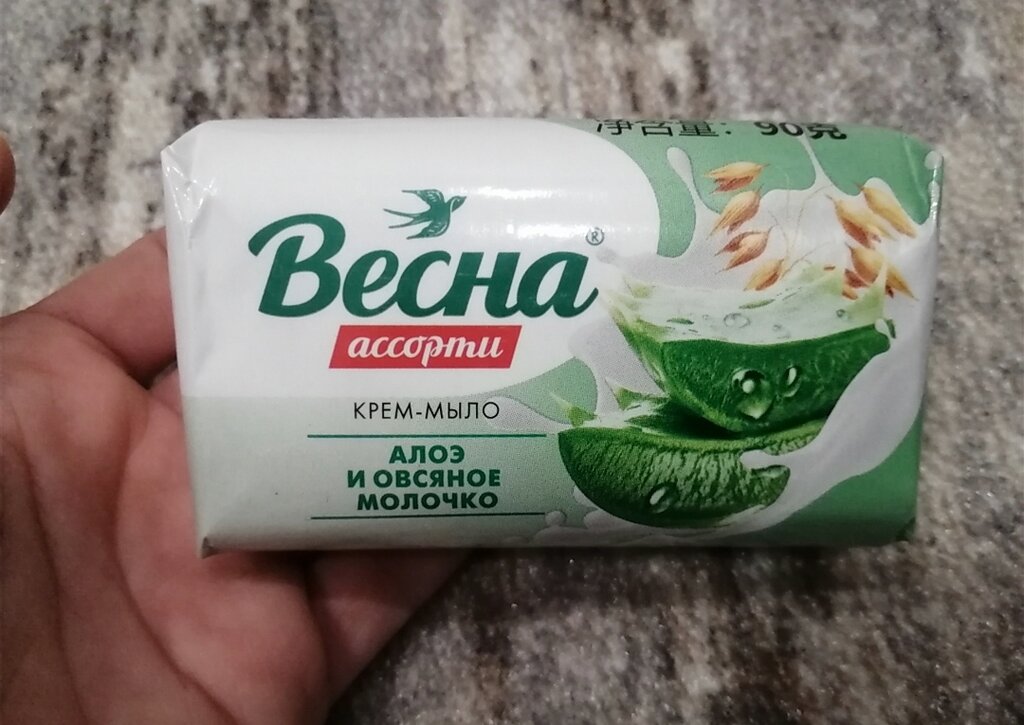 净含量: 90克
Весна®
ассорти
КРЕМ-МЫЛО
АЛОЭ
И ОВСЯНОЕ
МОЛОЧКО